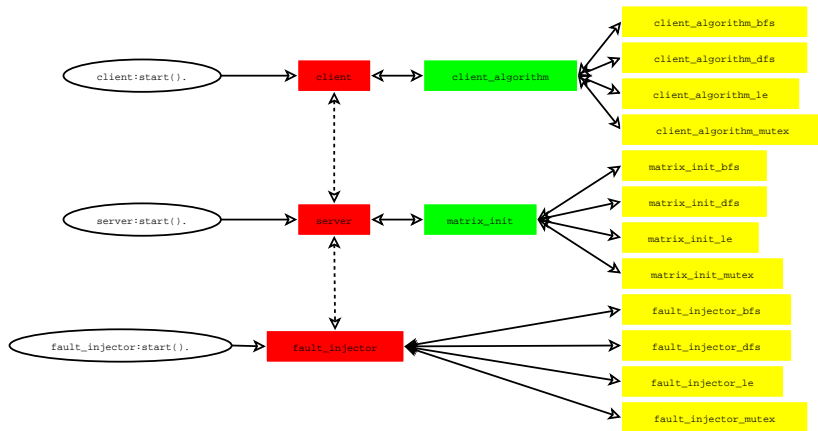 client_algorithm_bfs
client_algorithm_dfs
client:start().
client
client_algorithm
client_algorithm_le
client_algorithm_mutex
matrix_init_bfs
matrix_init_dfs
server:start().
server
matrix_init
matrix_init_le
matrix_init_mutex
fault_injector_bfs
fault_injector:start().
fault_injector
fault_injector_dfs
fault_injector_le
fault_injector_mutex